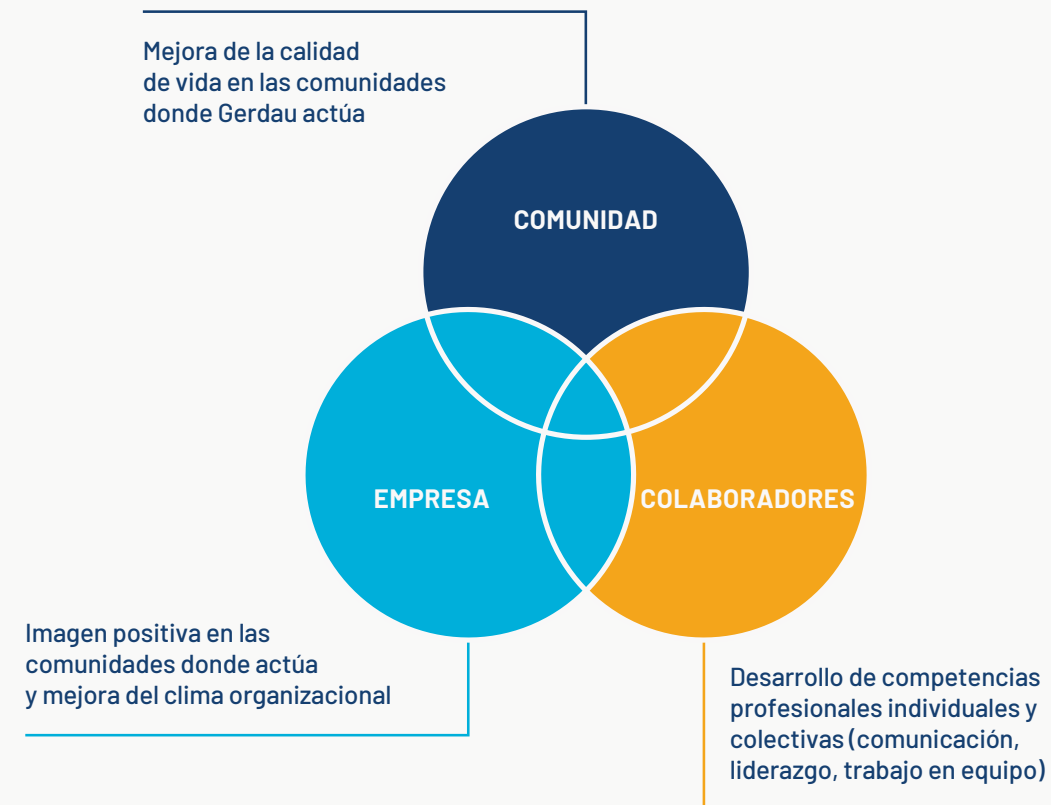 Mejora de la calidad
de vida en las comunidades
donde Gerdau actúa
COMUNIDAD
EMPRESA
COLABORADORES
Imagen positiva en las
comunidades donde actúa
y mejora del clima organizacional
Desarrollo de competencias
profesionales individuales y
colectivas (comunicación,
liderazgo, trabajo en equipo)